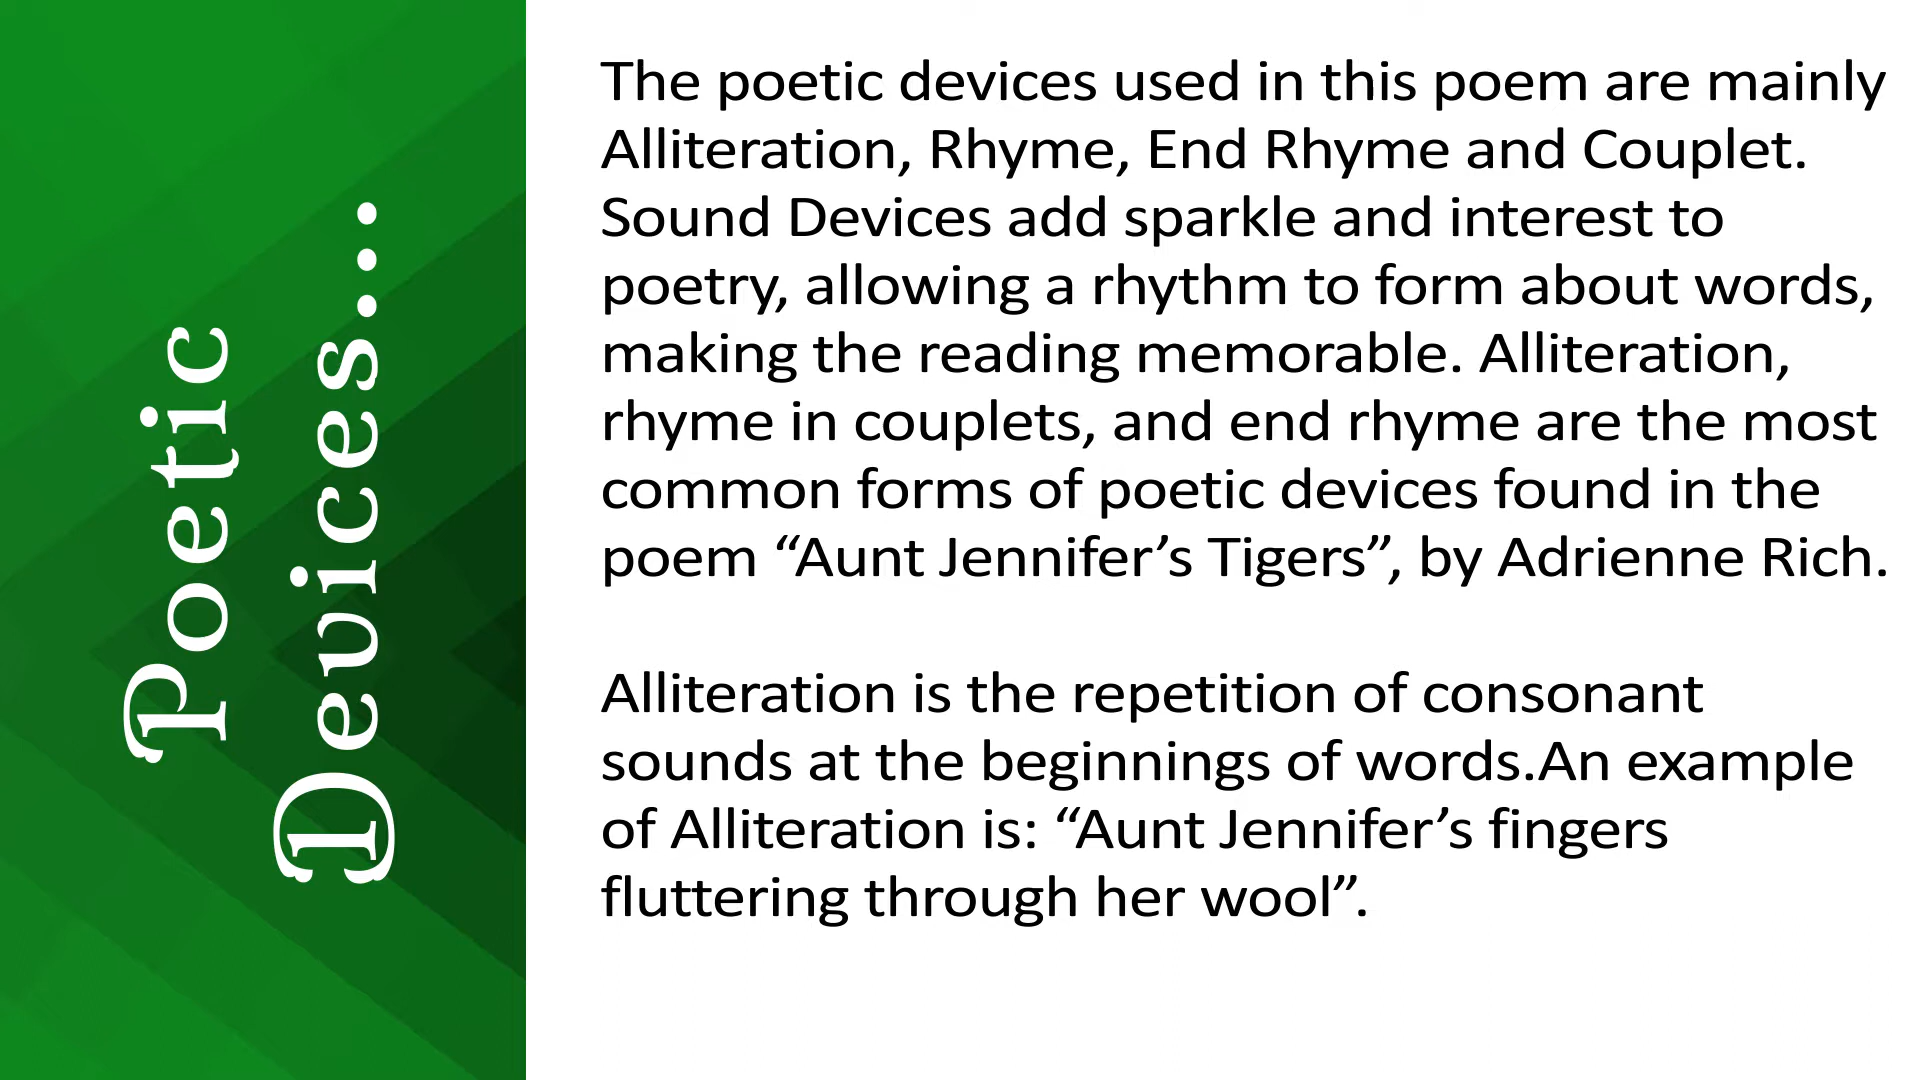 Poetic
Devices...
The poetic devices used in this poem are mainly
Alliteration, Rhyme, End Rhyme and Couplet.
Sound Devices add sparkle and interest to
poetry, allowing a rhythm to form about words,
making the reading memorable. Alliteration,
rhyme in couplets, and end rhyme are the most
common forms of poetic devices found in the
poem “Aunt Jennifer’s Tigers”, by Adrienne Rich.
Alliteration is the repetition of consonant
sounds at the beginnings of words.An example
of Alliteration is: “Aunt Jennifer’s fingers
fluttering through her wool”.